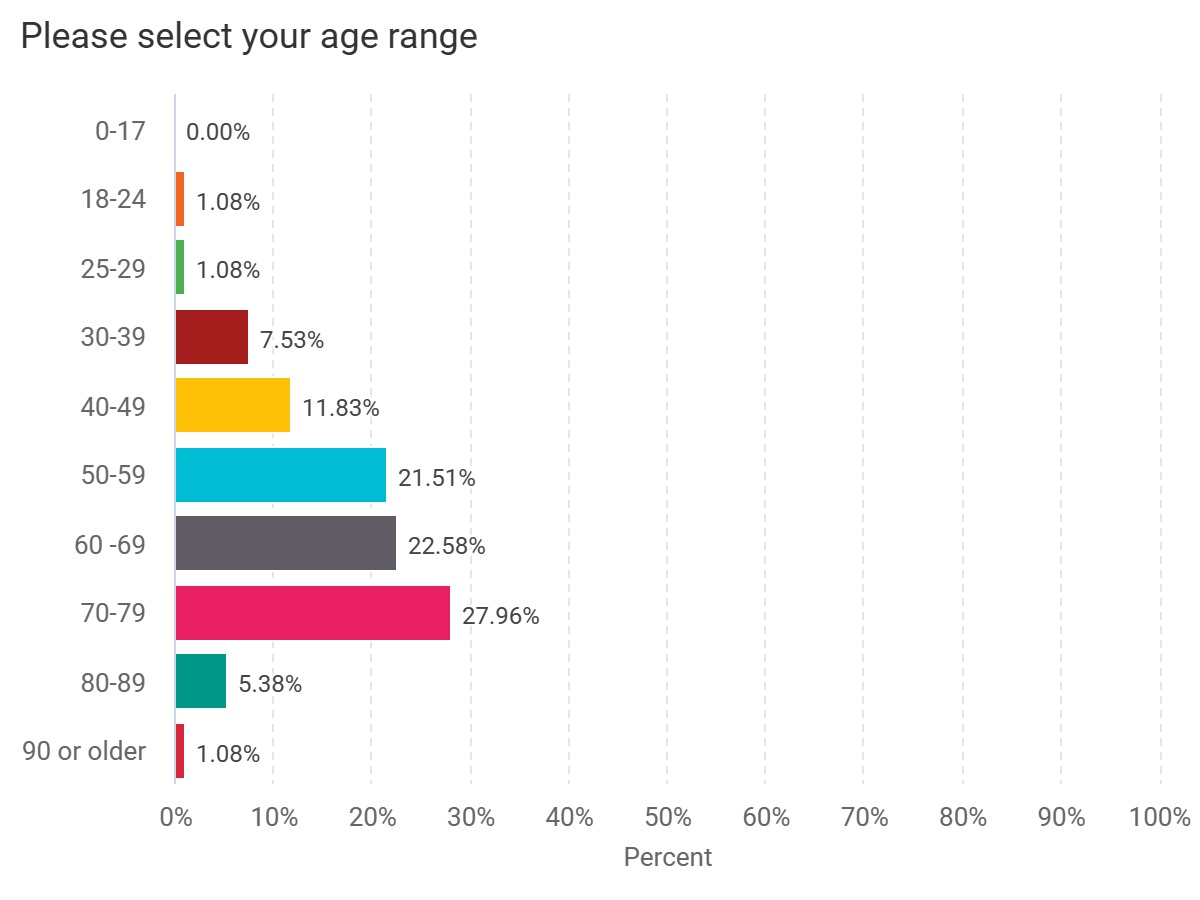 Please select your age range
0-17 0.00%
18-24 1.08%
25-29 1.08%
30-39 7.53%
40-49 11.83%
50-59 21.51%
60 -69 22.58%
70-79 27.96%
80-89 5.38%
90 or older 1.08%
0% 10% 20% 30% 40% 50% 60% 70% 80% 90% 100%
Percent